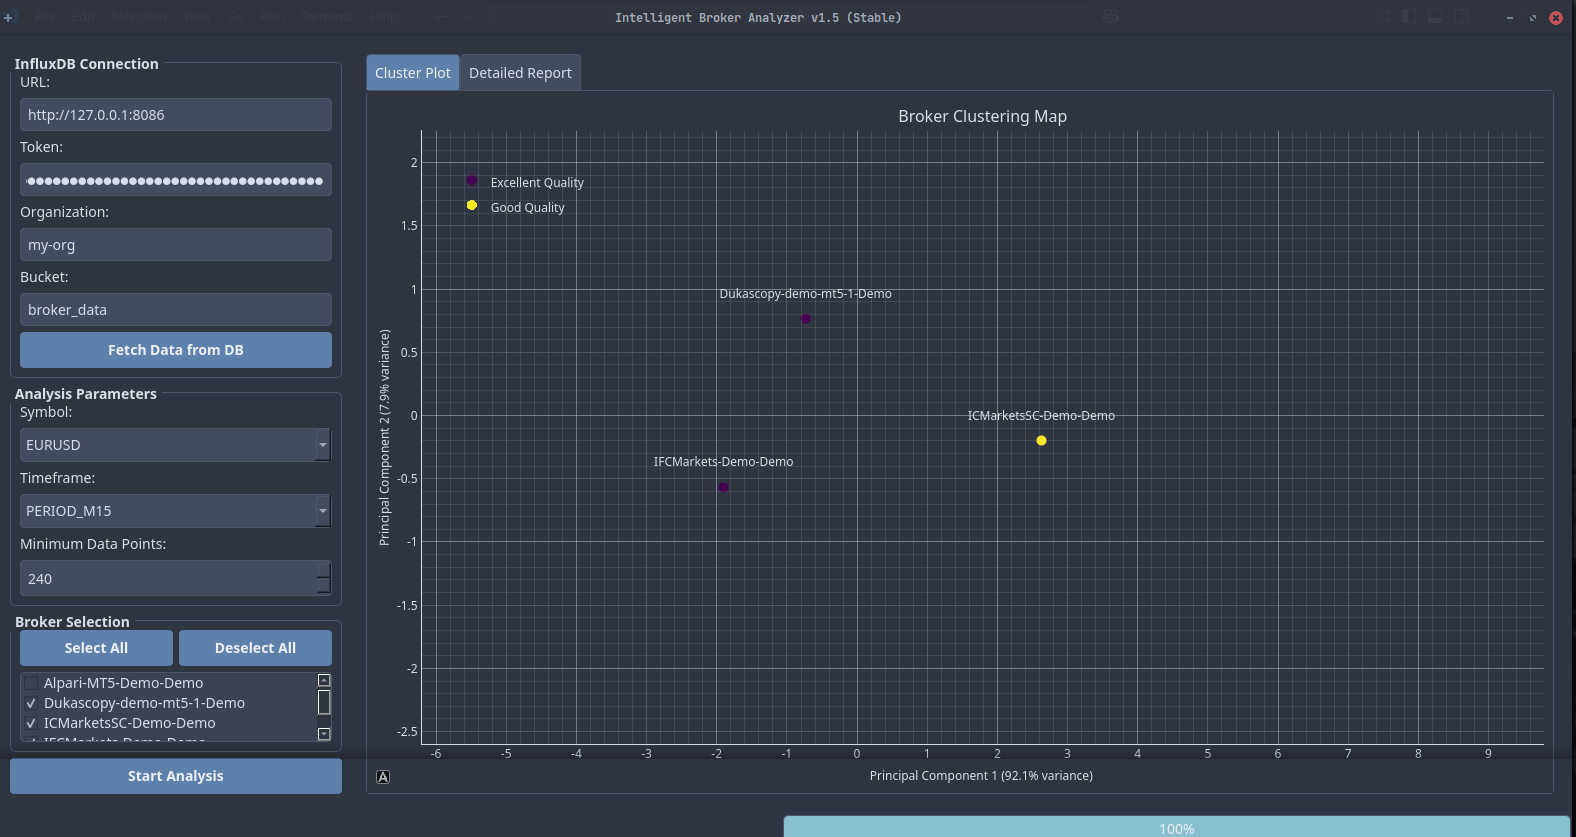 File Edit Selection View Go Run Terminal Help
Intelligent Broker Analyzer v1.5 (Stable)
InfluxDB Connection
URL:
http://127.0.0.1:8086
Token:
Organization:
my-org
Bucket:
broker_data
Fetch Data from DB
Analysis Parameters
Symbol:
EURUSD
Timeframe:
PERIOD_M15
Minimum Data Points:
240
Broker Selection
Select All
Deselect All
Alpari-MT5-Demo-Demo
Dukascopy-demo-mt5-1-Demo
ICMarketsSC-Demo-Demo
IFCMarkets-Demo-Demo
Start Analysis
Cluster Plot
Detailed Report
Broker Clustering Map
Excellent Quality
Good Quality
Dukascopy-demo-mt5-1-Demo
ICMarketsSC-Demo-Demo
IFCMarkets-Demo-Demo
Principal Component 2 (7.9% variance)
2
1.5
1
0.5
0
-0.5
-1
-1.5
-2
-2.5
-6 -5 -4 -3 -2 -1 0 1 2 3 4 5 6 7 8 9
A
Principal Component 1 (92.1% variance)
100%